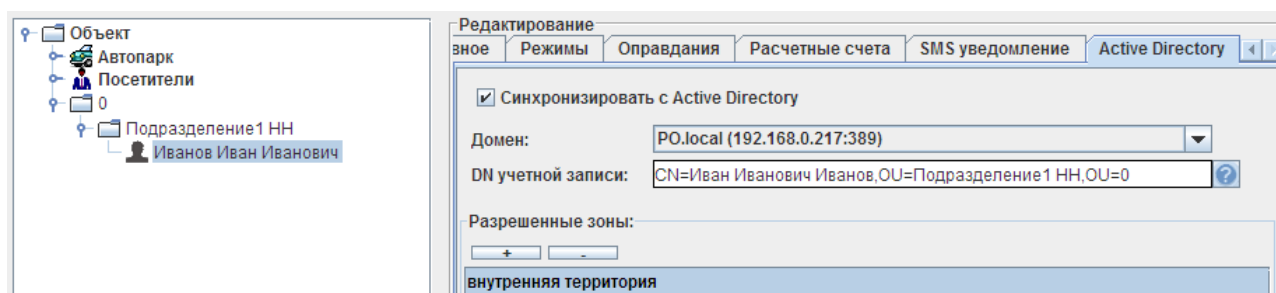 Объект
Автопарк
Посетители
0
Подразделение1 НН
Иванов Иван Иванович
Редактирование
вное Режимы Оправдания Расчетные счета SMS уведомление Active Directory
Синхронизировать с Active Directory
Домен: PO.local (192.168.0.217:389)
DN учетной записи: CN=Иван Иванович Иванов,OU=Подразделение1 НН,OU=0 ?
Разрешенные зоны:
+ -
внутренняя территория